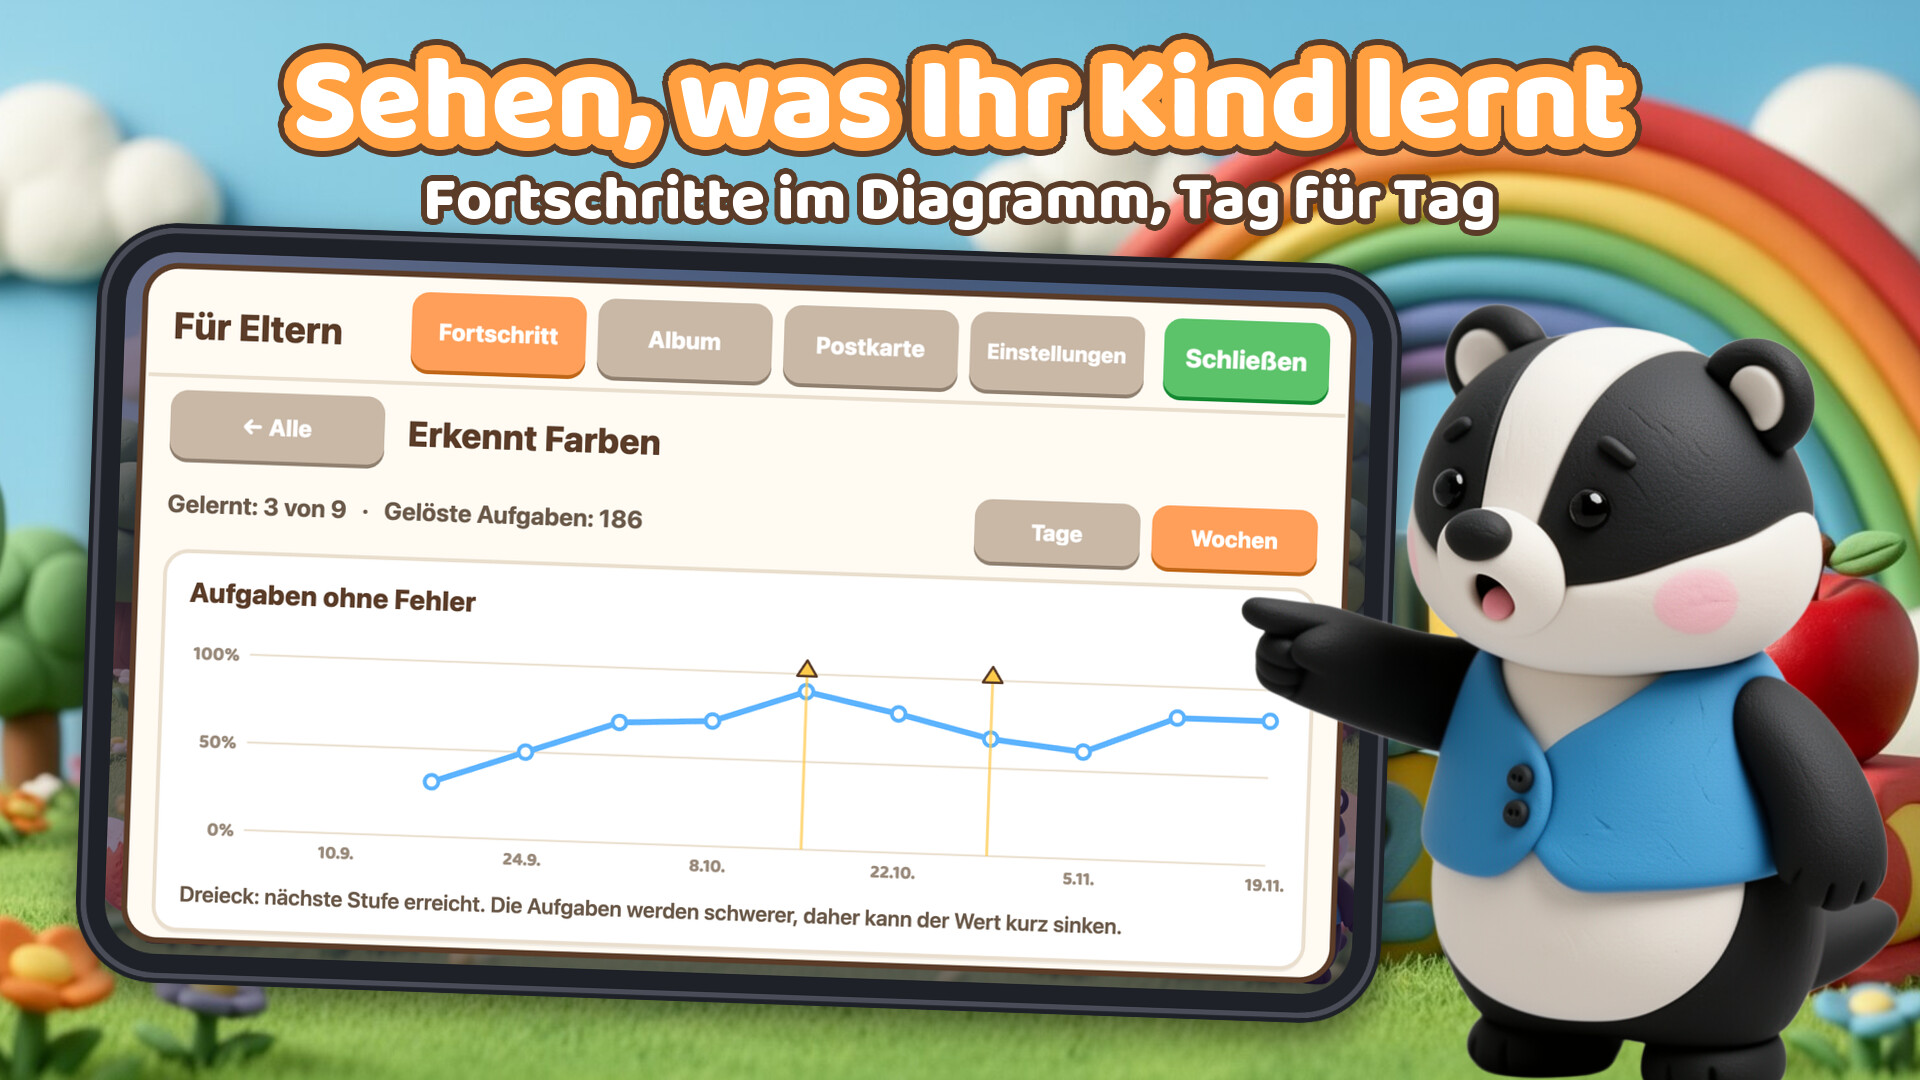 Sehen, was Ihr Kind lernt
Fortschritte im Diagramm, Tag für Tag
Für Eltern
Fortschritt
Album
Postkarte
Einstellungen
Schließen
← Alle
Erkennt Farben
Gelernt: 3 von 9 · Gelöste Aufgaben: 186
Tage
Wochen
Aufgaben ohne Fehler
100%
50%
0%
10.9.
24.9.
8.10.
22.10.
5.11.
19.11.
Dreieck: nächste Stufe erreicht. Die Aufgaben werden schwerer, daher kann der Wert kurz sinken.